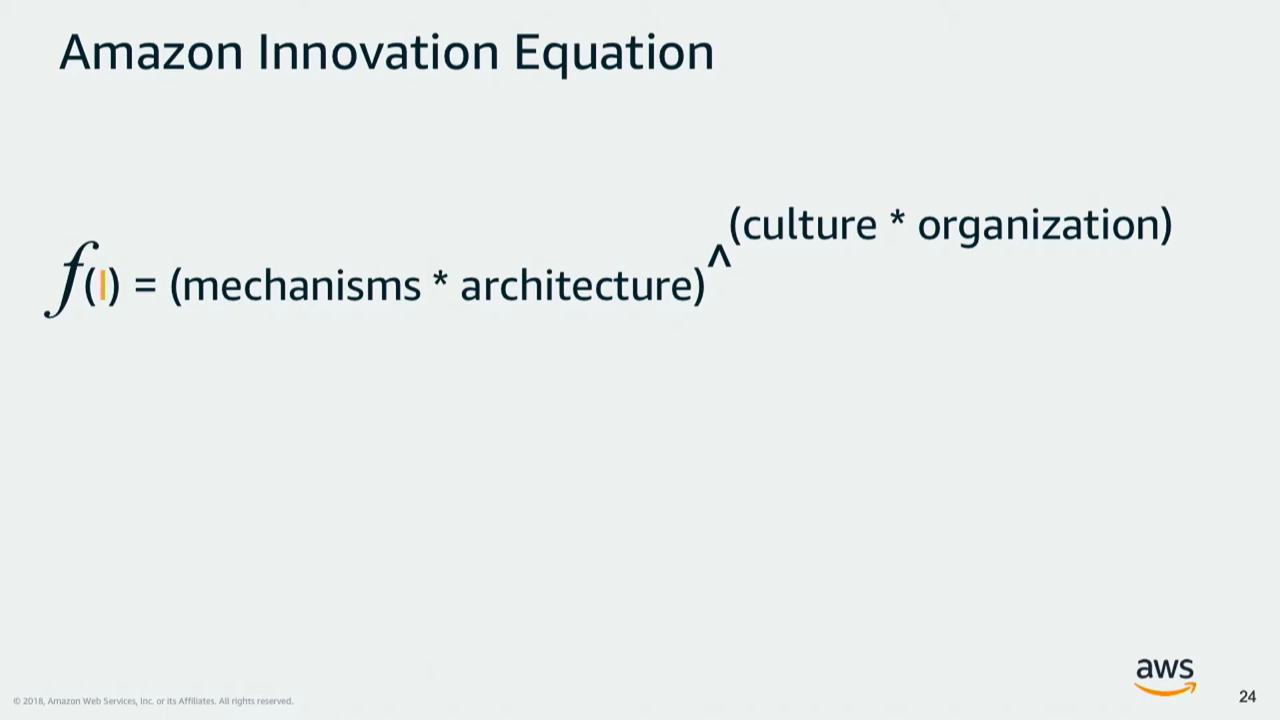 Amazon Innovation Equation
f(I) = (mechanisms * architecture)^(culture * organization)
aws
© 2018, Amazon Web Services, Inc. or its Affiliates. All rights reserved.
24